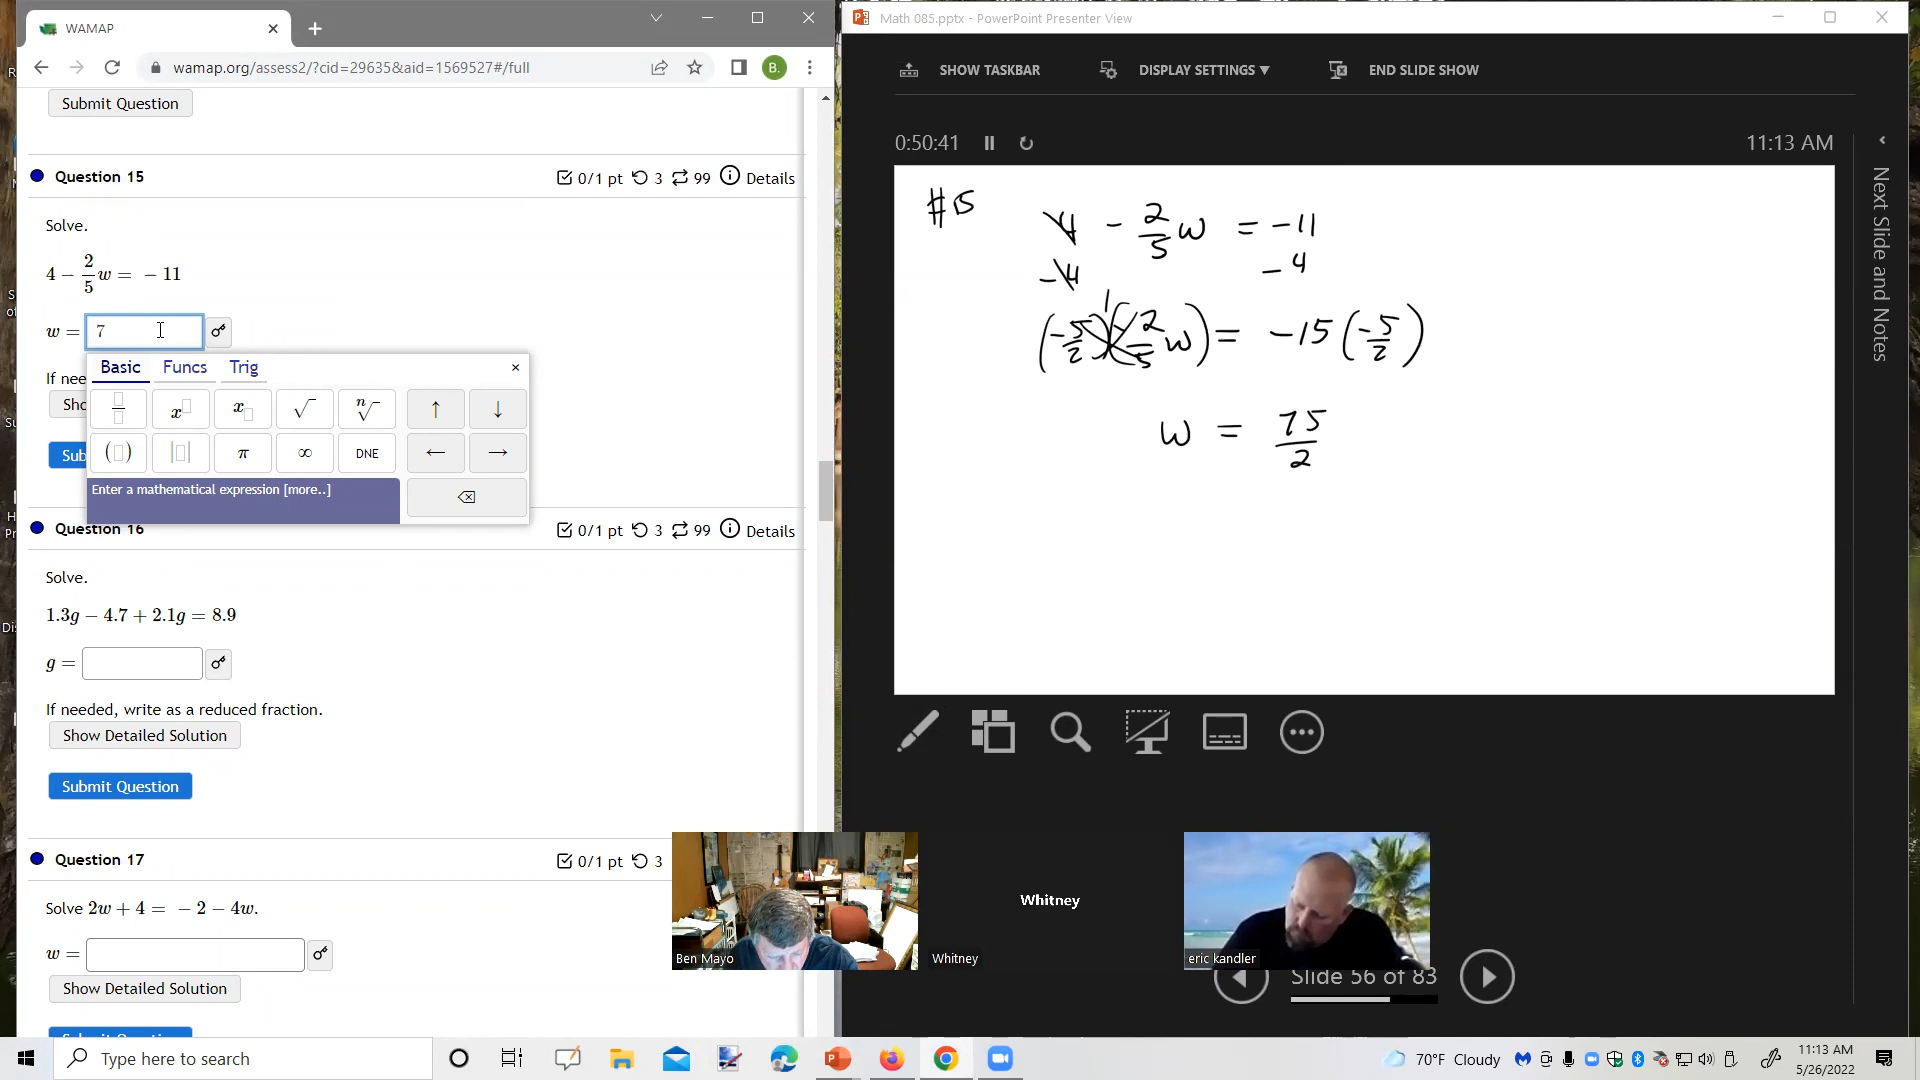 WAMAP
wamap.org/assess2/?cid=29635&aid=1569527#/full
B.
Submit Question
Question 15
0/1 pt 3 99 Details
Solve.
4 − 2/5 w = − 11
w = 7
Basic Funcs Trig
×
If nee
Sho
Sub
x
x
n√
π ∞ DNE
Enter a mathematical expression [more..]
Question 16
0/1 pt 3 99 Details
Solve.
1.3g − 4.7 + 2.1g = 8.9
g =
If needed, write as a reduced fraction.
Show Detailed Solution
Submit Question
Question 17
0/1 pt 3
Solve 2w + 4 = − 2 − 4w.
w =
Show Detailed Solution
Math 085.pptx - PowerPoint Presenter View
SHOW TASKBAR
DISPLAY SETTINGS ▼
END SLIDE SHOW
0:50:41
11:13 AM
Next Slide and Notes
#15
4 - 2/5 w = -11
-4 -4
(-5/2)(-2/5 w) = -15(-5/2)
1
w = 75/2
Ben Mayo
Whitney
Whitney
eric kandler
Slide 56 of 83
Type here to search
70°F Cloudy
11:13 AM
5/26/2022